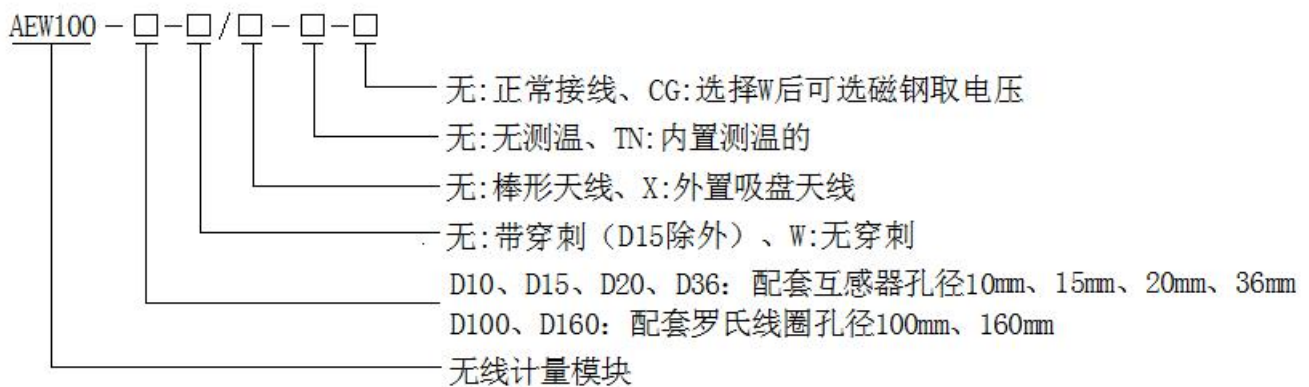 AEW100-□-□/□-□-□
无:正常接线、CG:选择W后可选磁钢取电压
无:无测温、TN:内置测温的
无:棒形天线、X:外置吸盘天线
无:带穿刺（D15除外）、W:无穿刺
D10、D15、D20、D36：配套互感器孔径10mm、15mm、20mm、36mm
D100、D160：配套罗氏线圈孔径100mm、160mm
无线计量模块